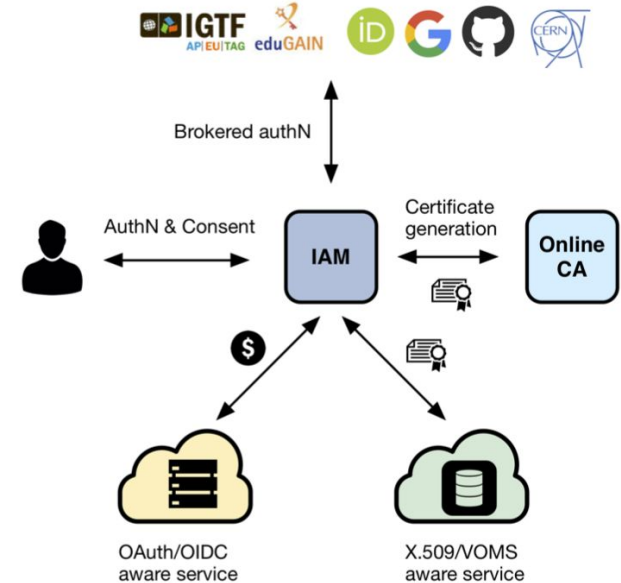 IGTF
AP|EU|TAG
eduGAIN
iD
G
CERN
Brokered authN
AuthN & Consent
IAM
Certificate
generation
Online
CA
$
OAuth/OIDC
aware service
X.509/VOMS
aware service